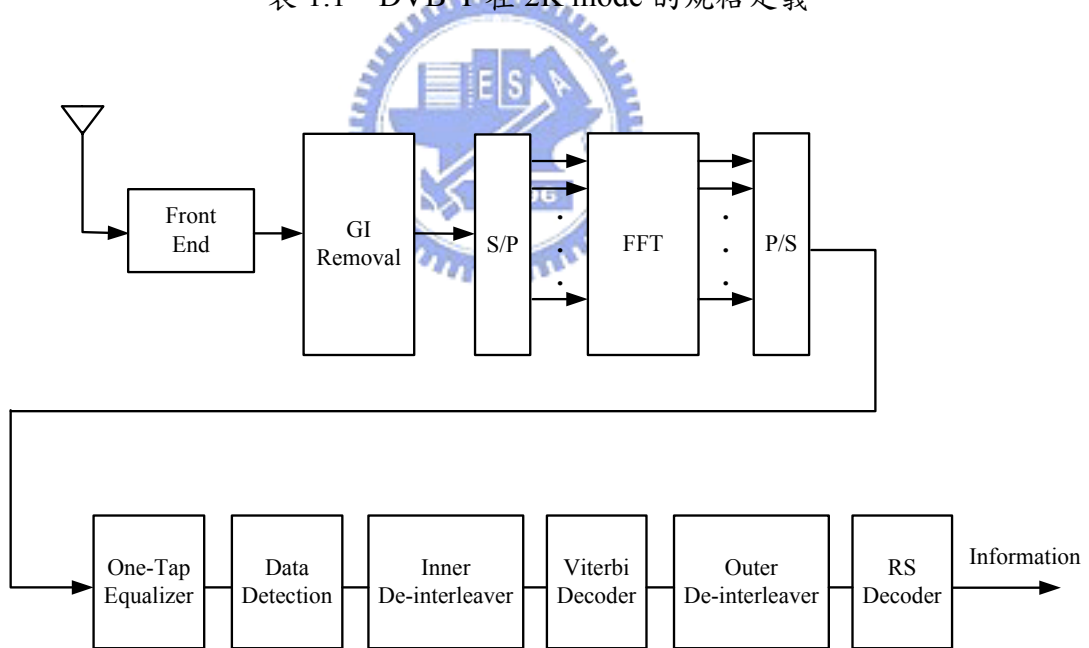 表 1.1 DVB-T 在 2K mode 的規格定義
ESA
Front
End
GI
Removal
S/P
FFT
P/S
One-Tap
Equalizer
Data
Detection
Inner
De-interleaver
Viterbi
Decoder
Outer
De-interleaver
RS
Decoder
Information